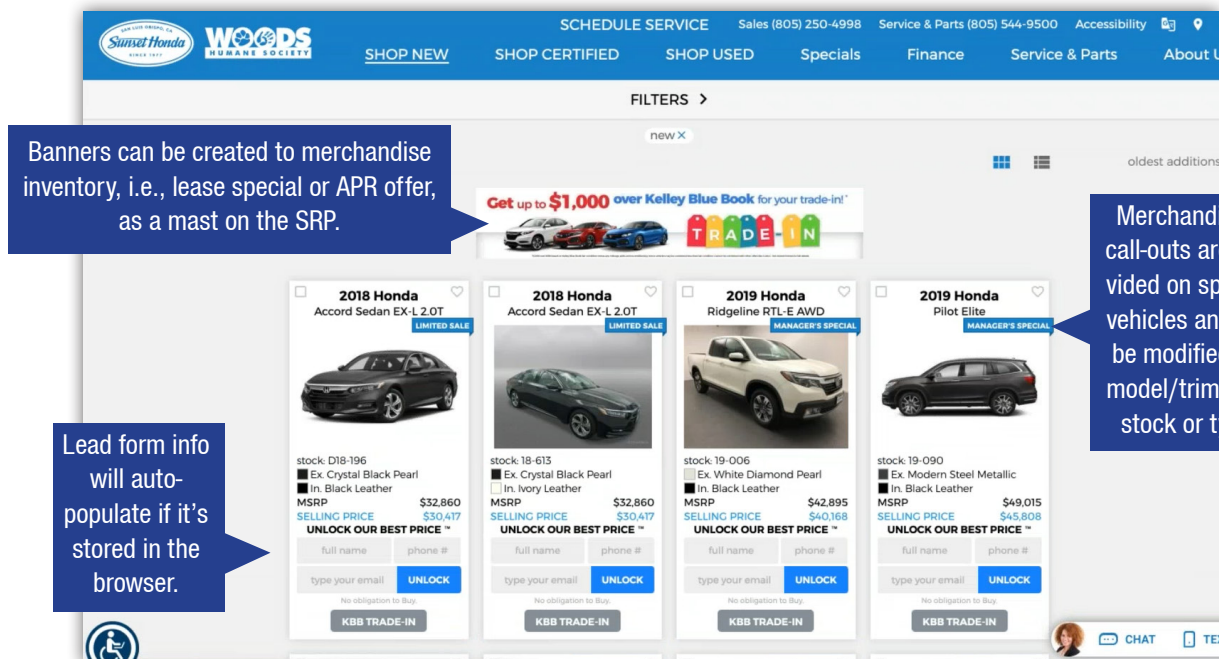 SAN LUIS OBISPO, CA
Sunset Honda
SINCE 1977
WOODS
HUMANE SOCIETY
SCHEDULE SERVICE Sales (805) 250-4998 Service & Parts (805) 544-9500 Accessibility
SHOP NEW SHOP CERTIFIED SHOP USED Specials Finance Service & Parts About U
FILTERS >
new ×
oldest additions
Banners can be created to merchandise
inventory, i.e., lease special or APR offer,
as a mast on the SRP.
Get up to $1,000 over Kelley Blue Book for your trade-in!*
TRADE-IN
Merchand
call-outs ar
vided on sp
vehicles an
be modifie
model/trim
stock or t
2018 Honda
Accord Sedan EX-L 2.0T
LIMITED SALE
stock: D18-196
Ex. Crystal Black Pearl
In. Black Leather
MSRP $32,860
SELLING PRICE $30,417
UNLOCK OUR BEST PRICE ™
full name phone #
type your email UNLOCK
No obligation to Buy.
KBB TRADE-IN
2018 Honda
Accord Sedan EX-L 2.0T
LIMITED SALE
stock: 18-613
Ex. Crystal Black Pearl
In. Ivory Leather
MSRP $32,860
SELLING PRICE $30,417
UNLOCK OUR BEST PRICE ™
full name phone #
type your email UNLOCK
No obligation to Buy.
KBB TRADE-IN
2019 Honda
Ridgeline RTL-E AWD
MANAGER'S SPECIAL
stock: 19-006
Ex. White Diamond Pearl
In. Black Leather
MSRP $42,895
SELLING PRICE $40,168
UNLOCK OUR BEST PRICE ™
full name phone #
type your email UNLOCK
No obligation to Buy.
KBB TRADE-IN
2019 Honda
Pilot Elite
MANAGER'S SPECIAL
stock: 19-090
Ex. Modern Steel Metallic
In. Black Leather
MSRP $49,015
SELLING PRICE $45,808
UNLOCK OUR BEST PRICE ™
full name phone #
type your email UNLOCK
No obligation to Buy.
KBB TRADE-IN
Lead form info
will auto-
populate if it's
stored in the
browser.
CHAT TEX